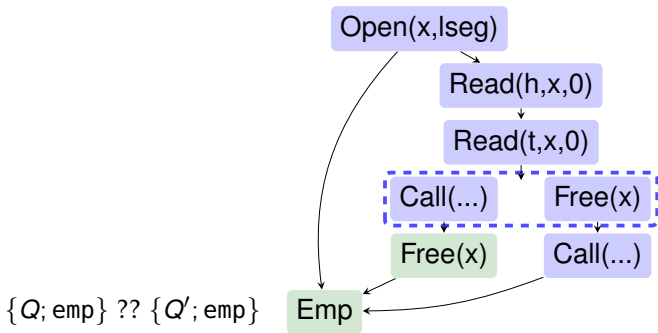 Open(x,lseg)
Read(h,x,0)
Read(t,x,0)
Call(...) Free(x)
Free(x) Call(...)
{Q; emp} ?? {Q′; emp} Emp